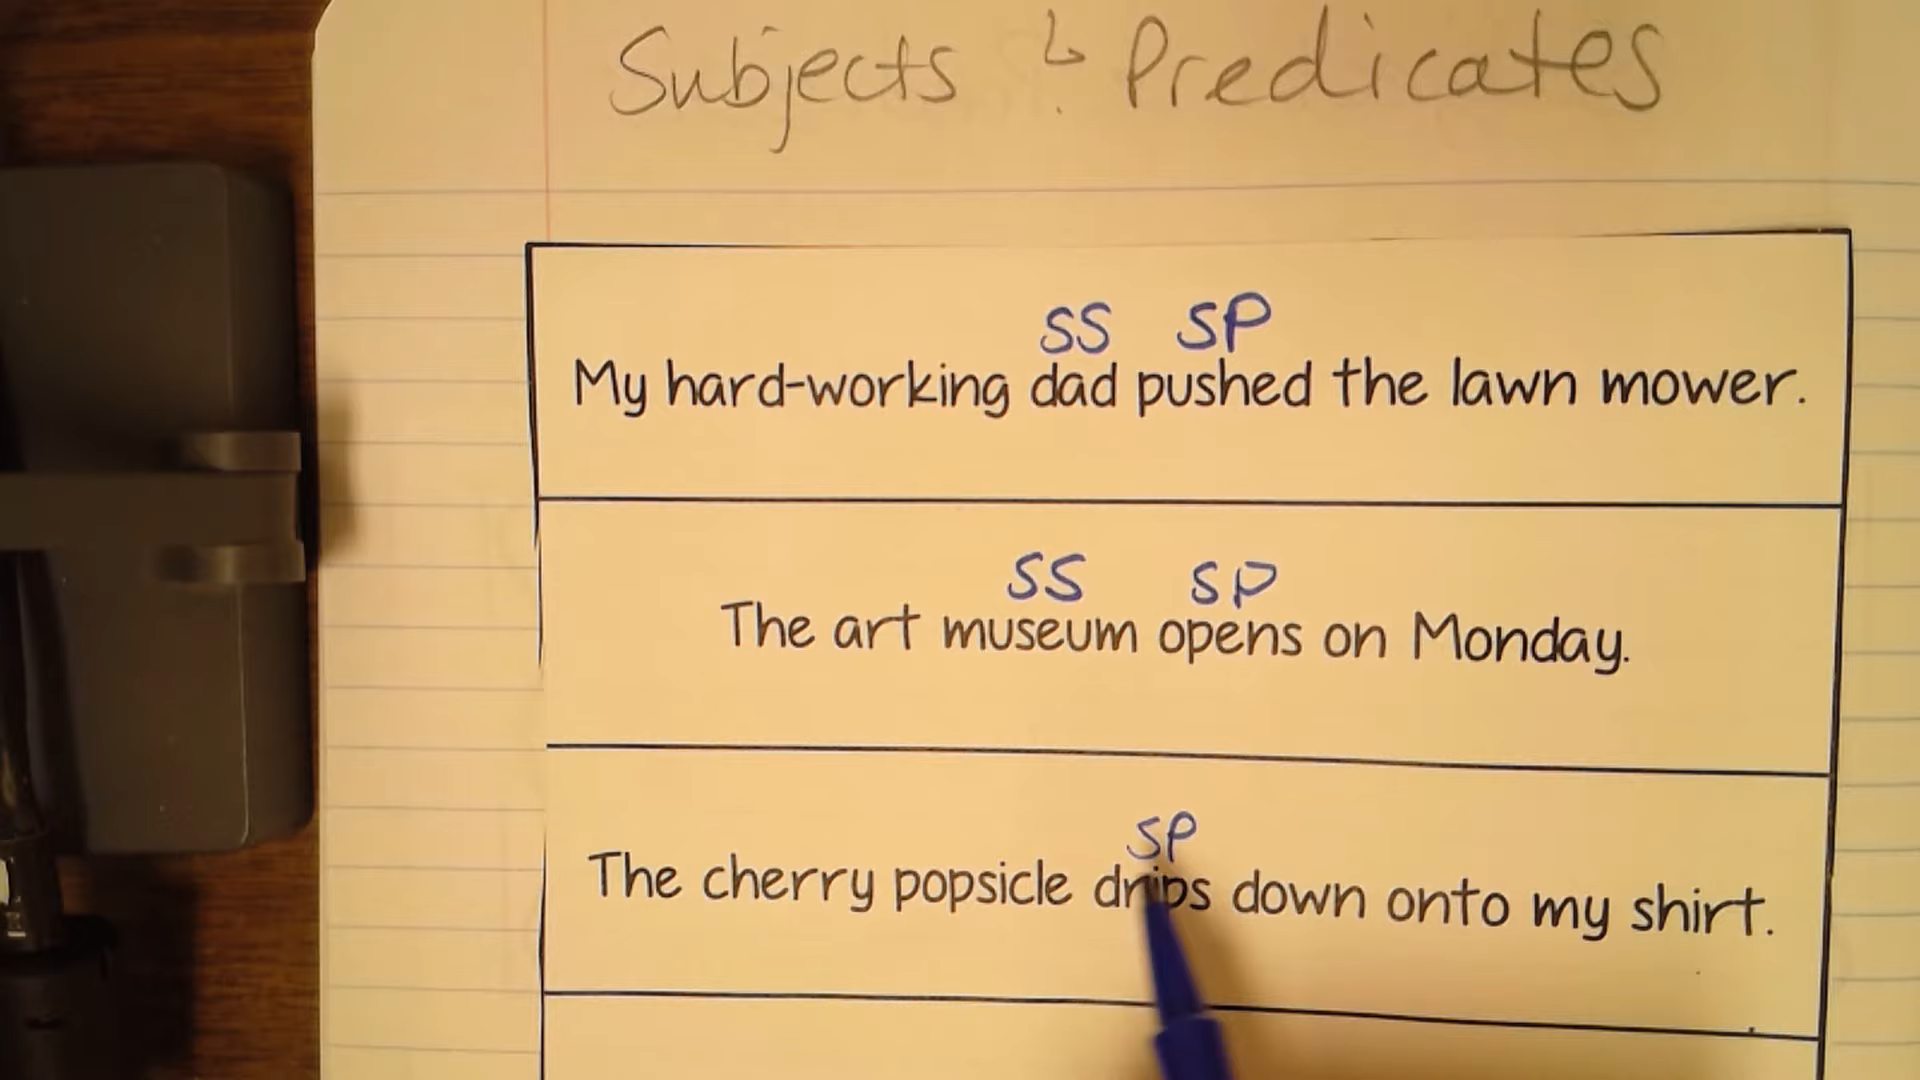 Subjects & Predicates
SS SP
My hard-working dad pushed the lawn mower.
SS SP
The art museum opens on Monday.
SP
The cherry popsicle drips down onto my shirt.